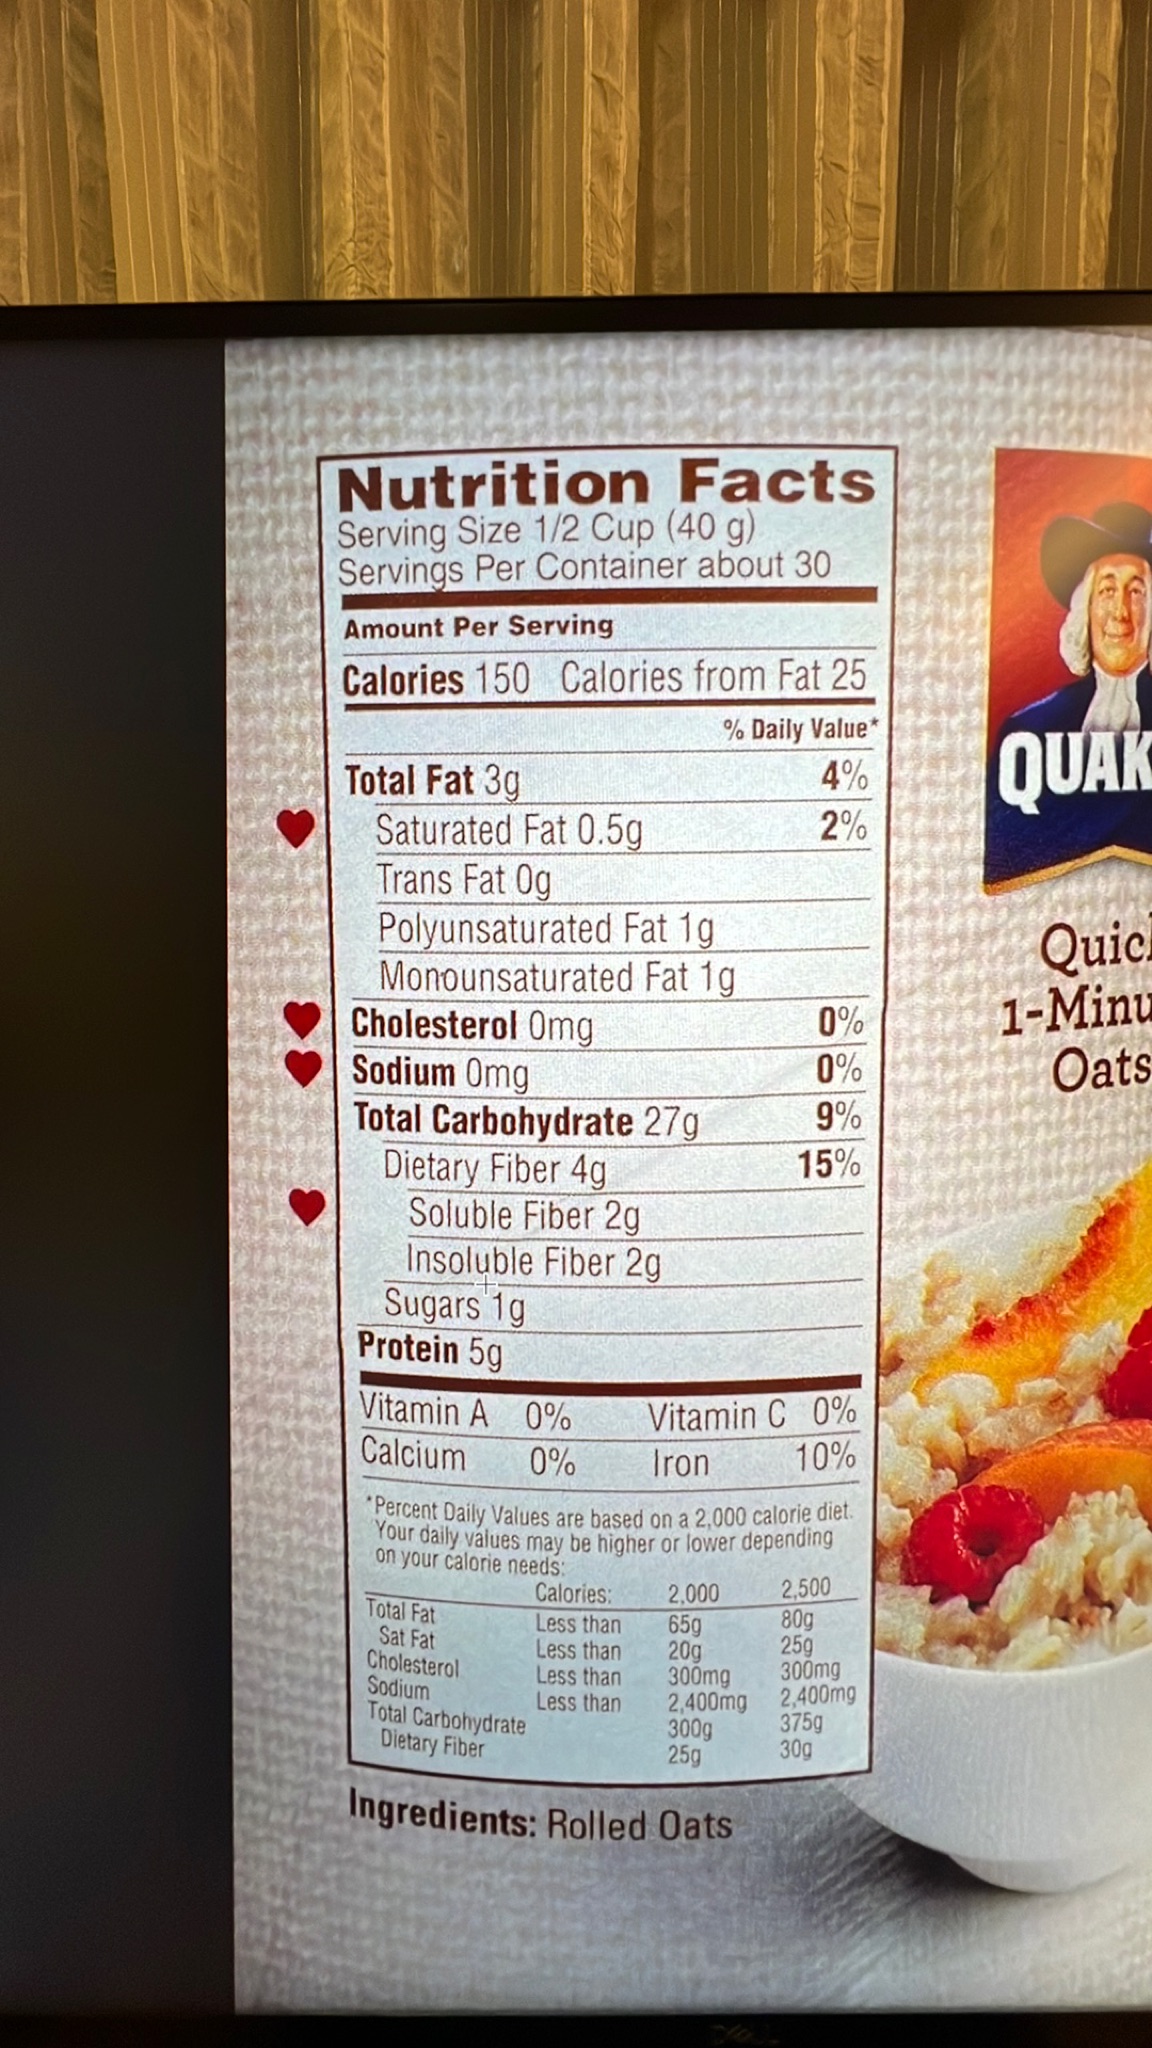 Nutrition Facts
Serving Size 1/2 Cup (40 g)
Servings Per Container about 30
Amount Per Serving
Calories 150 Calories from Fat 25
% Daily Value*
Total Fat 3g 4%
Saturated Fat 0.5g 2%
Trans Fat 0g
Polyunsaturated Fat 1g
Monounsaturated Fat 1g
Cholesterol 0mg 0%
Sodium 0mg 0%
Total Carbohydrate 27g 9%
Dietary Fiber 4g 15%
Soluble Fiber 2g
Insoluble Fiber 2g
Sugars 1g
Protein 5g
Vitamin A 0% Vitamin C 0%
Calcium 0% Iron 10%
*Percent Daily Values are based on a 2,000 calorie diet.
Your daily values may be higher or lower depending
on your calorie needs:
Calories: 2,000 2,500
Total Fat Less than 65g 80g
Sat Fat Less than 20g 25g
Cholesterol Less than 300mg 300mg
Sodium Less than 2,400mg 2,400mg
Total Carbohydrate 300g 375g
Dietary Fiber 25g 30g
Ingredients: Rolled Oats
QUAK
Quic
1-Minu
Oats